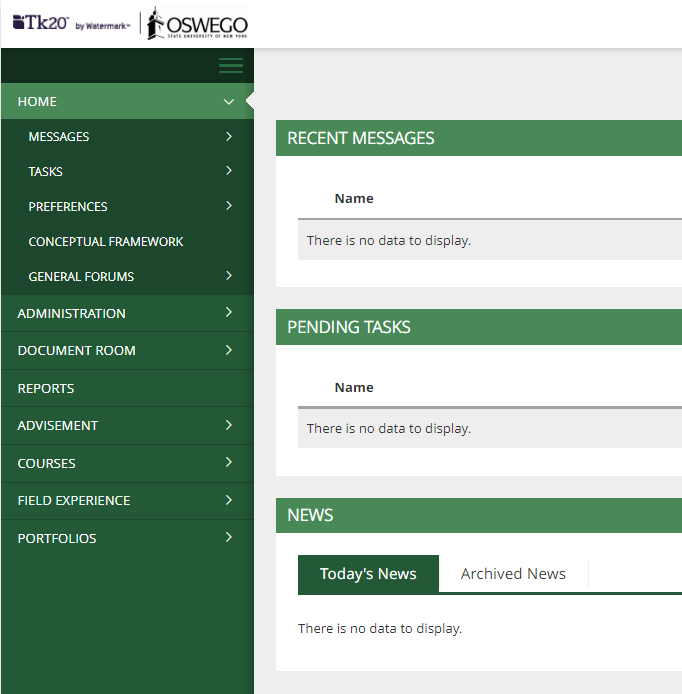 Tk20™ by Watermark™
OSWEGO
STATE UNIVERSITY OF NEW YORK
HOME
MESSAGES
TASKS
PREFERENCES
CONCEPTUAL FRAMEWORK
GENERAL FORUMS
ADMINISTRATION
DOCUMENT ROOM
REPORTS
ADVISEMENT
COURSES
FIELD EXPERIENCE
PORTFOLIOS
RECENT MESSAGES
Name
There is no data to display.
PENDING TASKS
Name
There is no data to display.
NEWS
Today's News Archived News
There is no data to display.